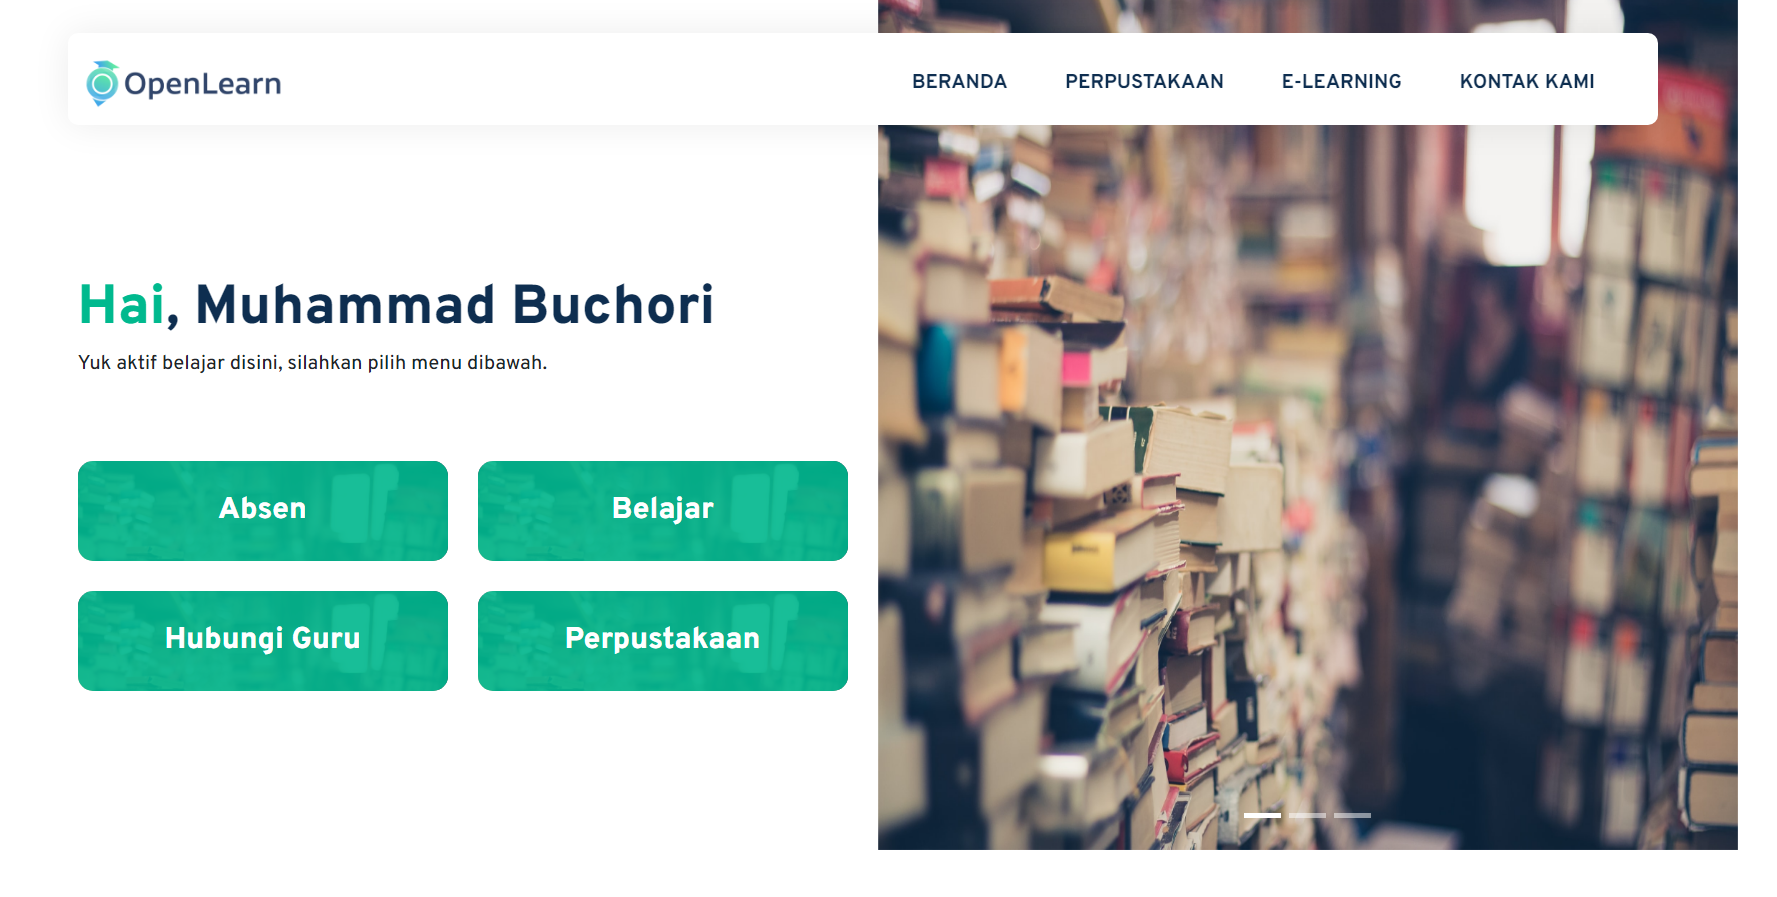 OpenLearn
BERANDA
PERPUSTAKAAN
E-LEARNING
KONTAK KAMI
Hai, Muhammad Buchori
Yuk aktif belajar disini, silahkan pilih menu dibawah.
Absen
Belajar
Hubungi Guru
Perpustakaan